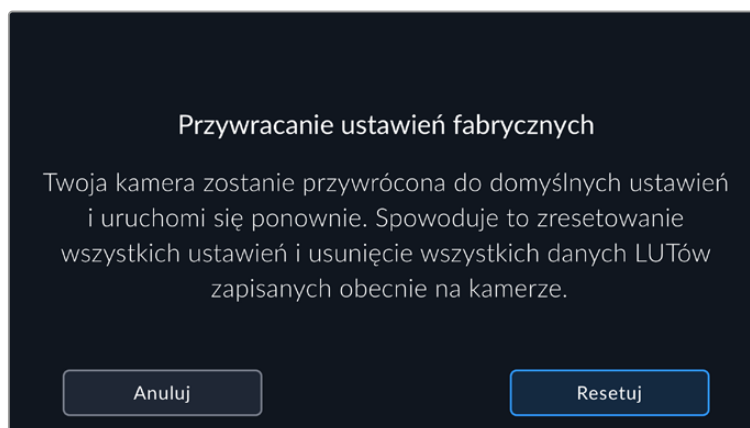 Przywracanie ustawień fabrycznych
Twoja kamera zostanie przywrócona do domyślnych ustawień
i uruchomi się ponownie. Spowoduje to zresetowanie
wszystkich ustawień i usunięcie wszystkich danych LUTów
zapisanych obecnie na kamerze.
Anuluj
Resetuj